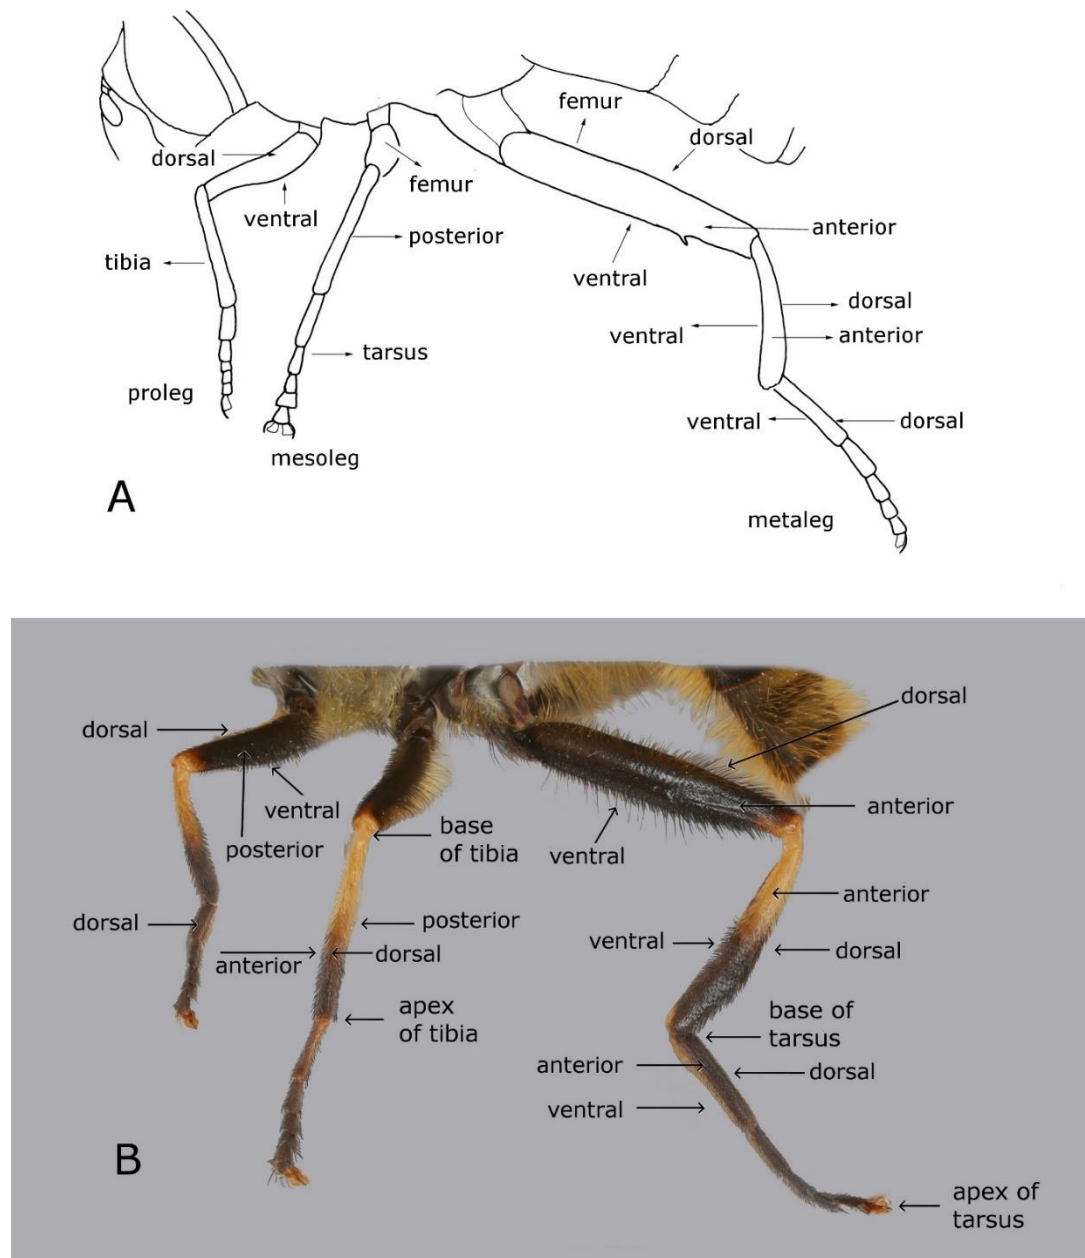 femur
dorsal
dorsal
femur
ventral
posterior
anterior
tibia
ventral
dorsal
ventral
anterior
tarsus
proleg
ventral
dorsal
mesoleg
A
metaleg
dorsal
dorsal
ventral
anterior
base
of tibia
posterior
ventral
anterior
dorsal
posterior
ventral
anterior
dorsal
dorsal
apex
of tibia
base of
tarsus
anterior
dorsal
ventral
B
apex of
tarsus